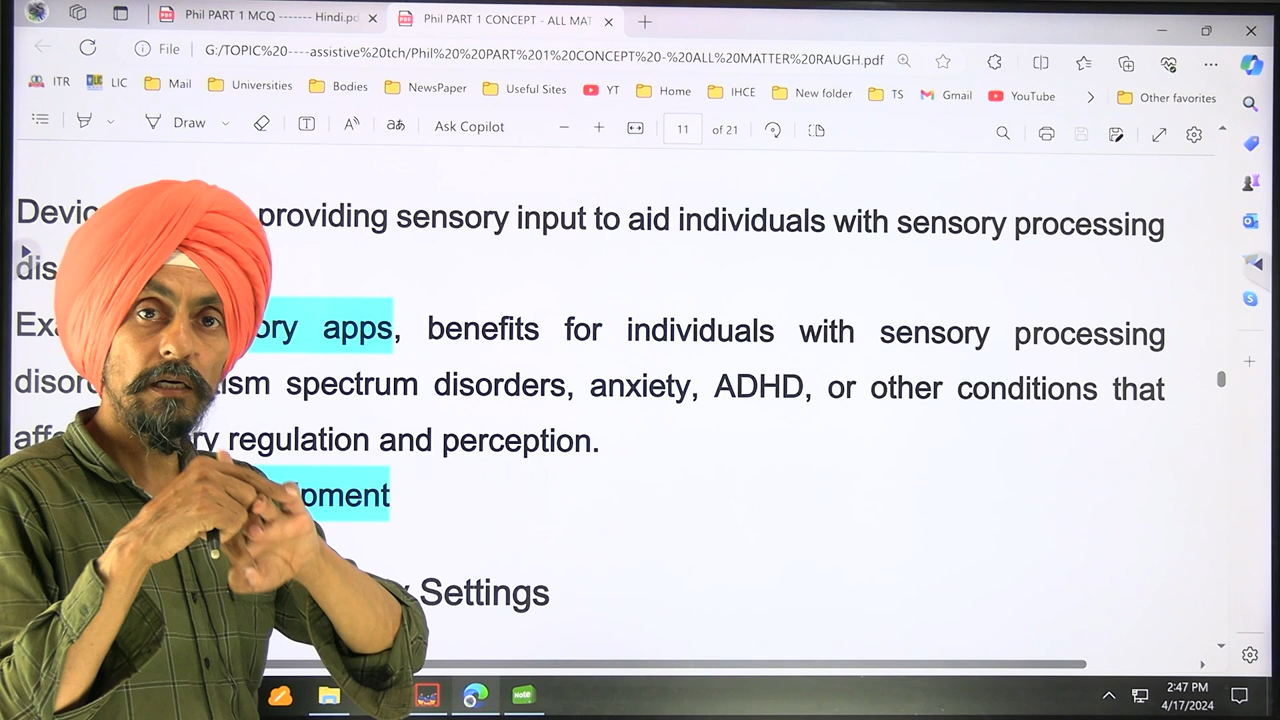 Phil PART 1 MCQ ------- Hindi.pd
Phil PART 1 CONCEPT - ALL MAT
File
G:/TOPIC%20----assistive%20tch/Phil%20%20PART%201%20CONCEPT%20-%20ALL%20MATTER%20RAUGH.pdf
ITR LIC Mail Universities Bodies NewsPaper Useful Sites YT Home IHCE New folder TS Gmail YouTube Other favorites
Draw Ask Copilot 11 of 21
providing sensory input to aid individuals with sensory processing
apps, benefits for individuals with sensory processing
spectrum disorders, anxiety, ADHD, or other conditions that
regulation and perception.
Settings
Note
2:47 PM
4/17/2024